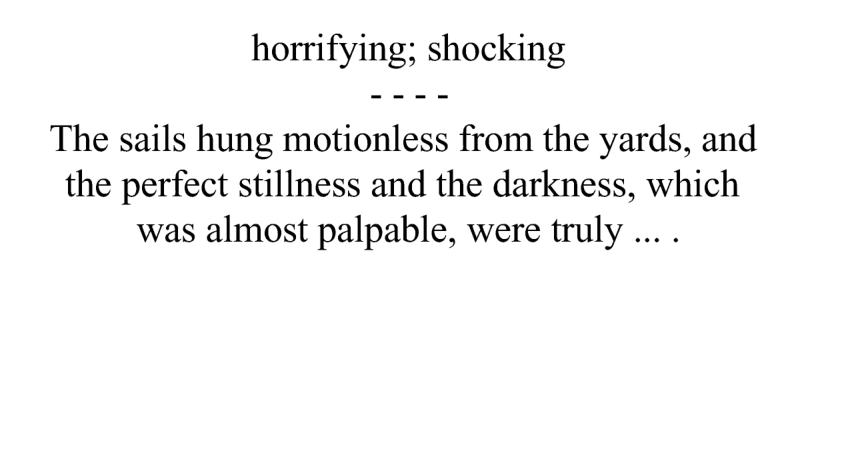 horrifying; shocking
- - - -
The sails hung motionless from the yards, and
the perfect stillness and the darkness, which
was almost palpable, were truly ... .